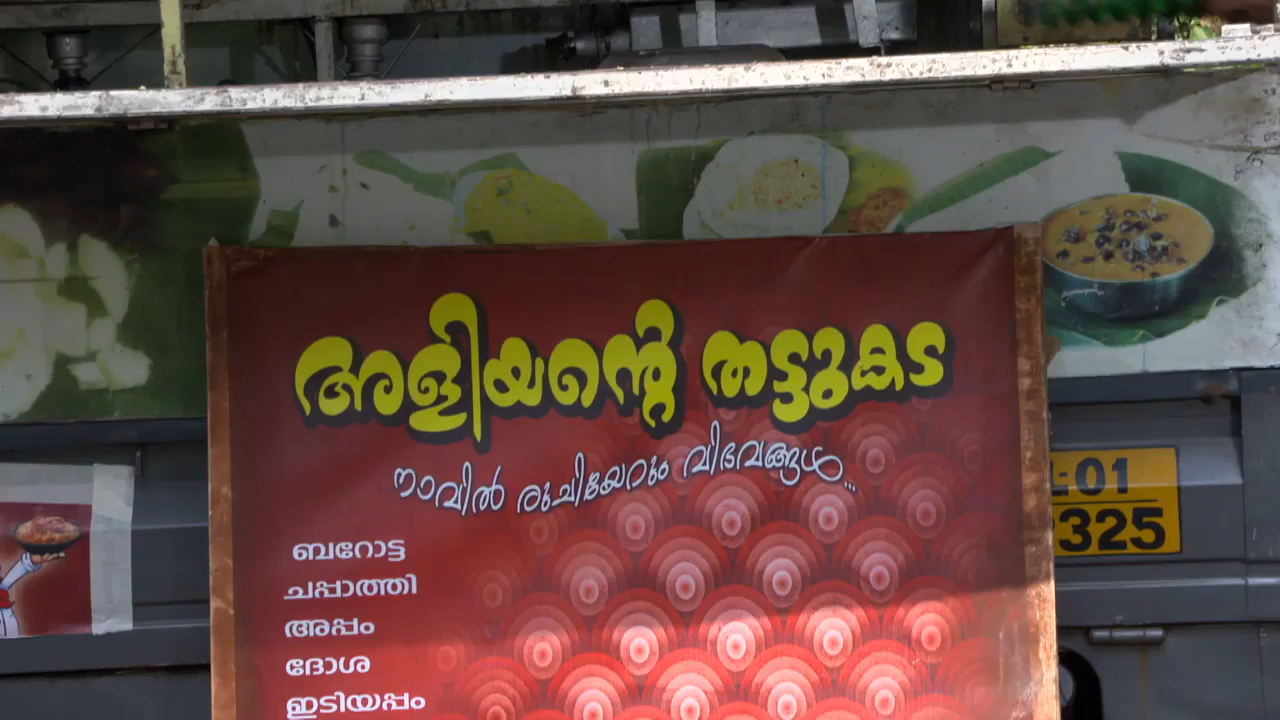 അളിയന്റെ തട്ടുകട
നാവിൽ രുചിയേറും വിഭവങ്ങൾ...
ബറോട്ട
ചപ്പാത്തി
അപ്പം
ദോശ
ഇടിയപ്പം
01
325